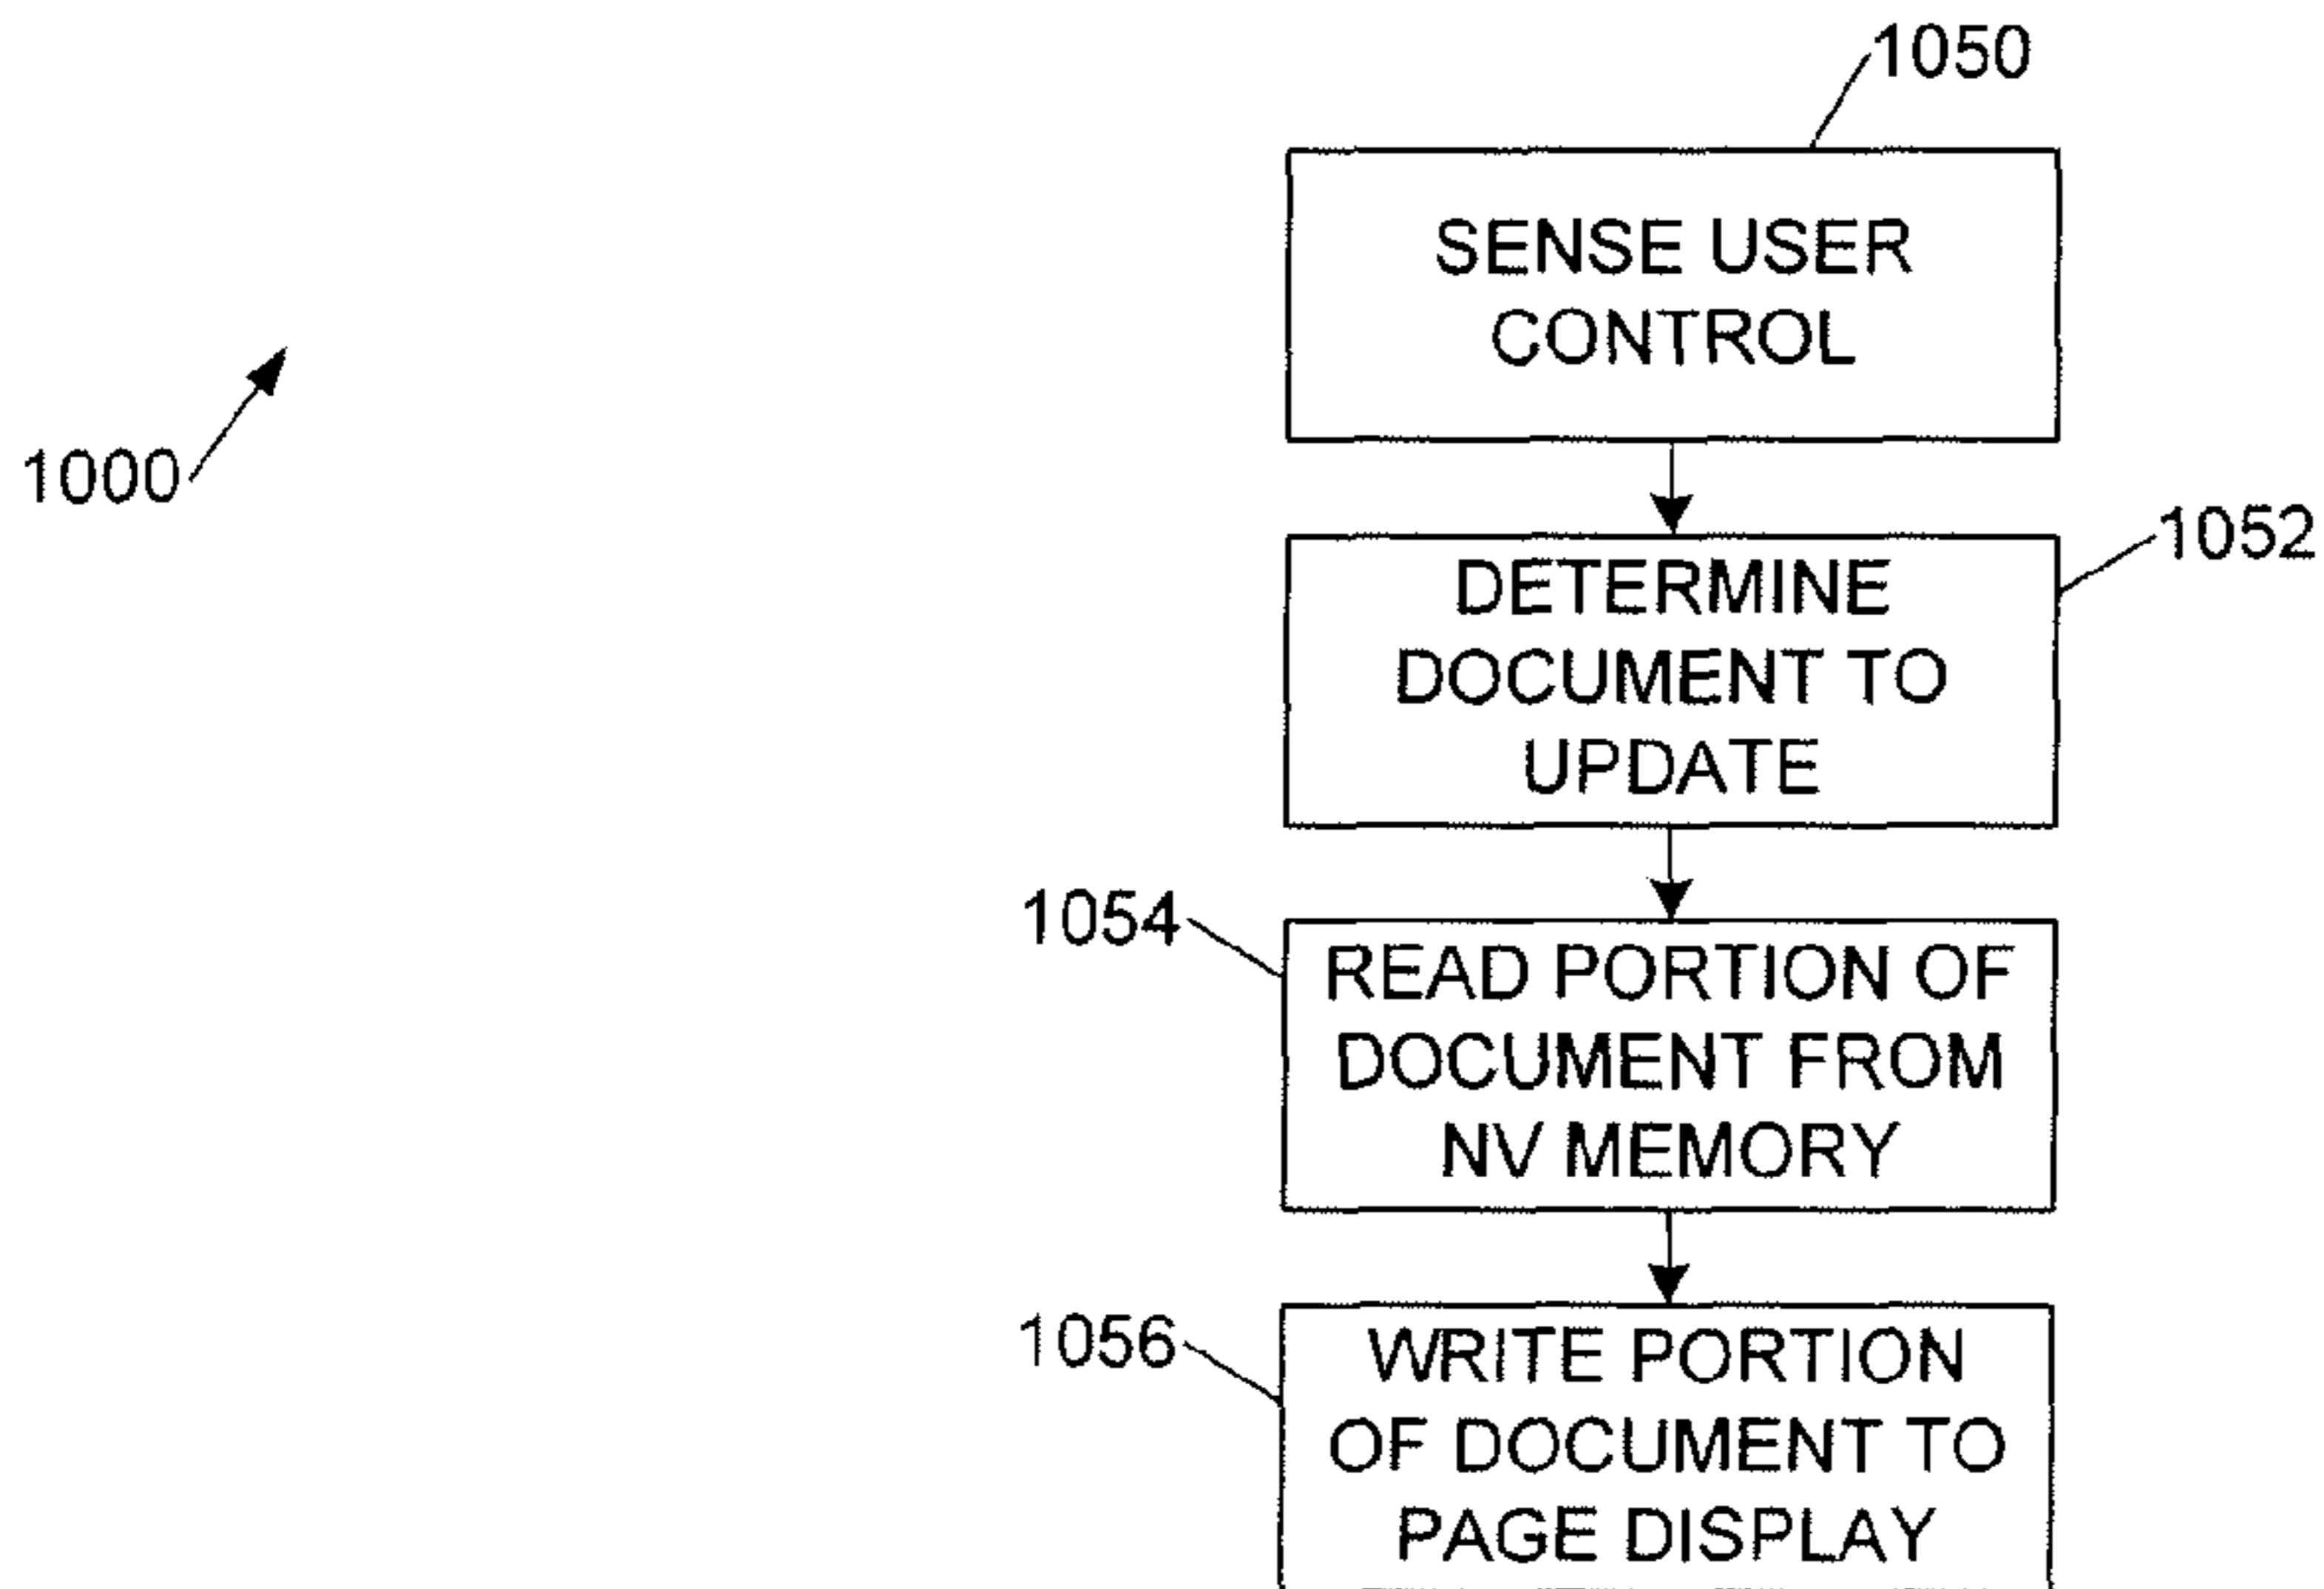 1050
SENSE USER
CONTROL
1000
1052
DETERMINE
DOCUMENT TO
UPDATE
1054
READ PORTION OF
DOCUMENT FROM
NV MEMORY
1056
WRITE PORTION
OF DOCUMENT TO
PAGE DISPLAY